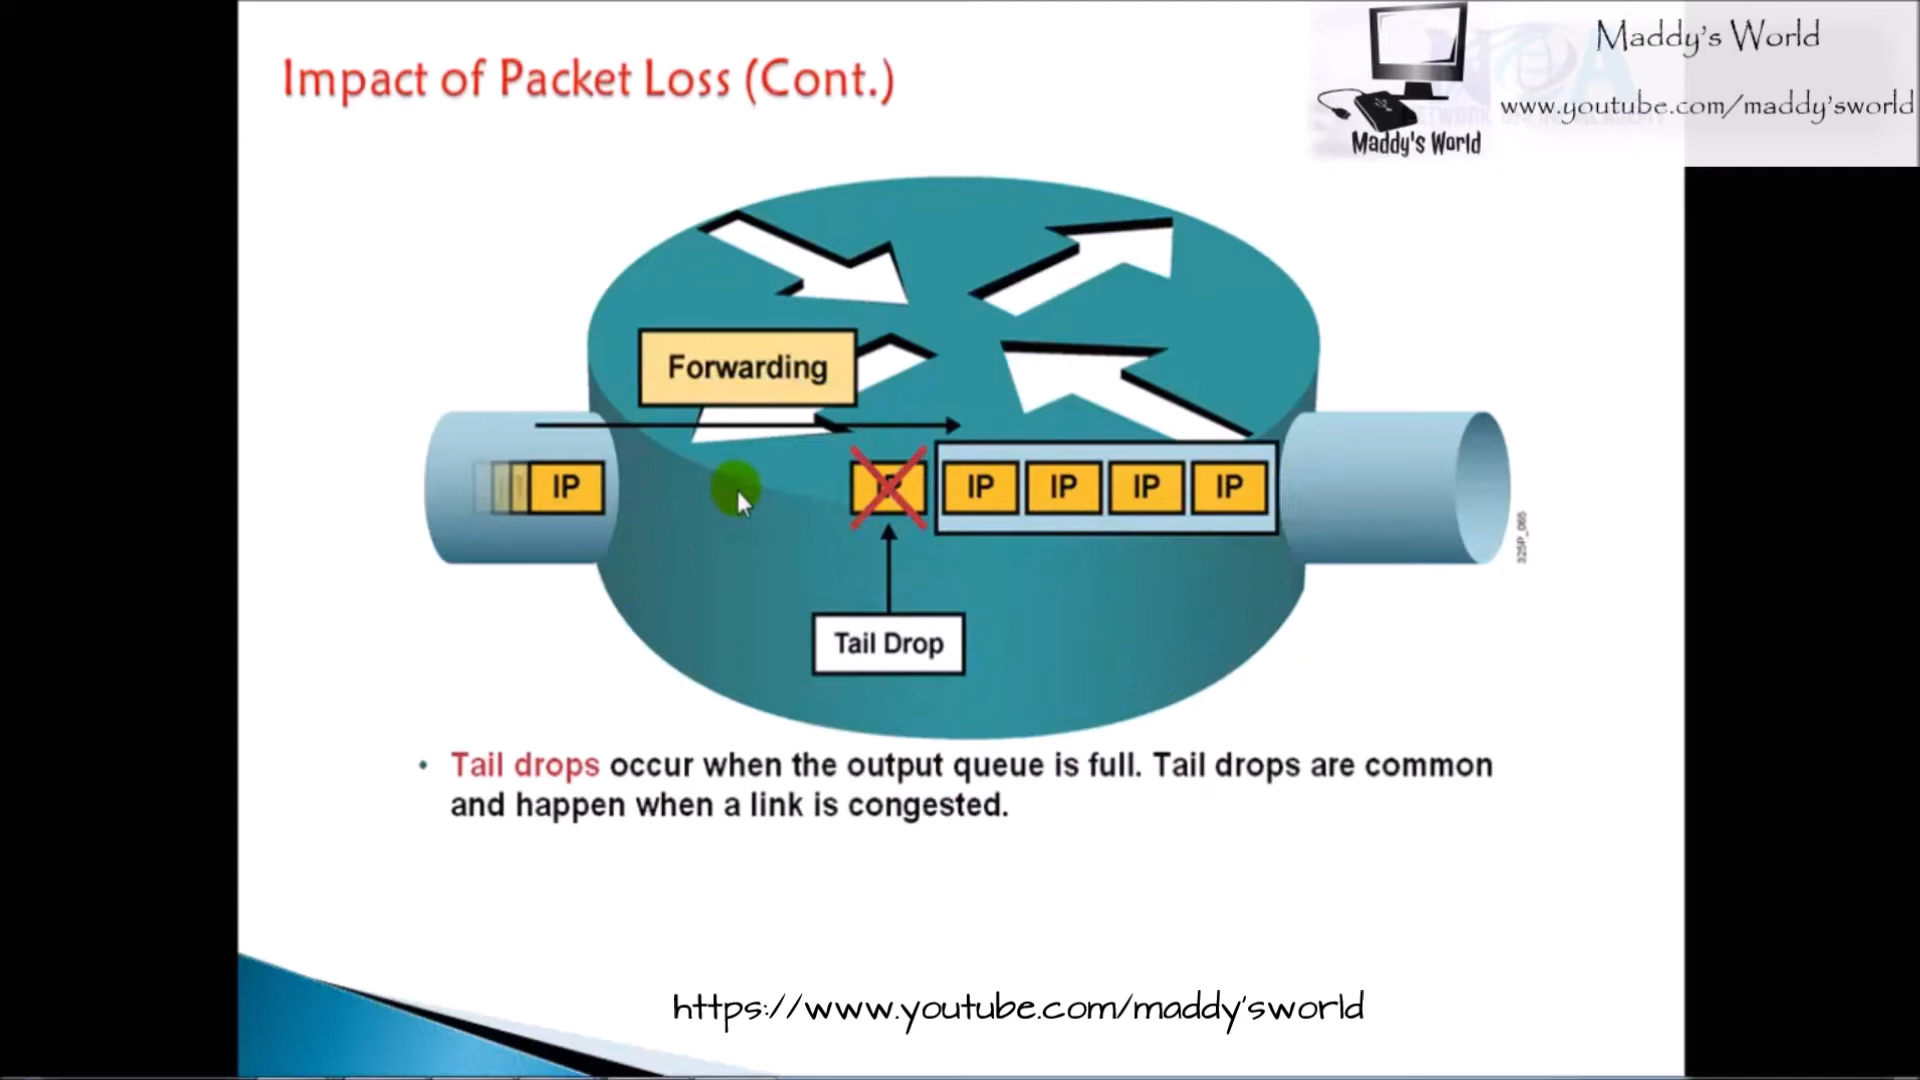 Maddy's World
Impact of Packet Loss (Cont.)
www.youtube.com/maddy'sworld
Maddy's World
Forwarding
IP
IP
IP
IP
IP
325P_065
Tail Drop
• Tail drops occur when the output queue is full. Tail drops are common
and happen when a link is congested.
https://www.youtube.com/maddy'sworld